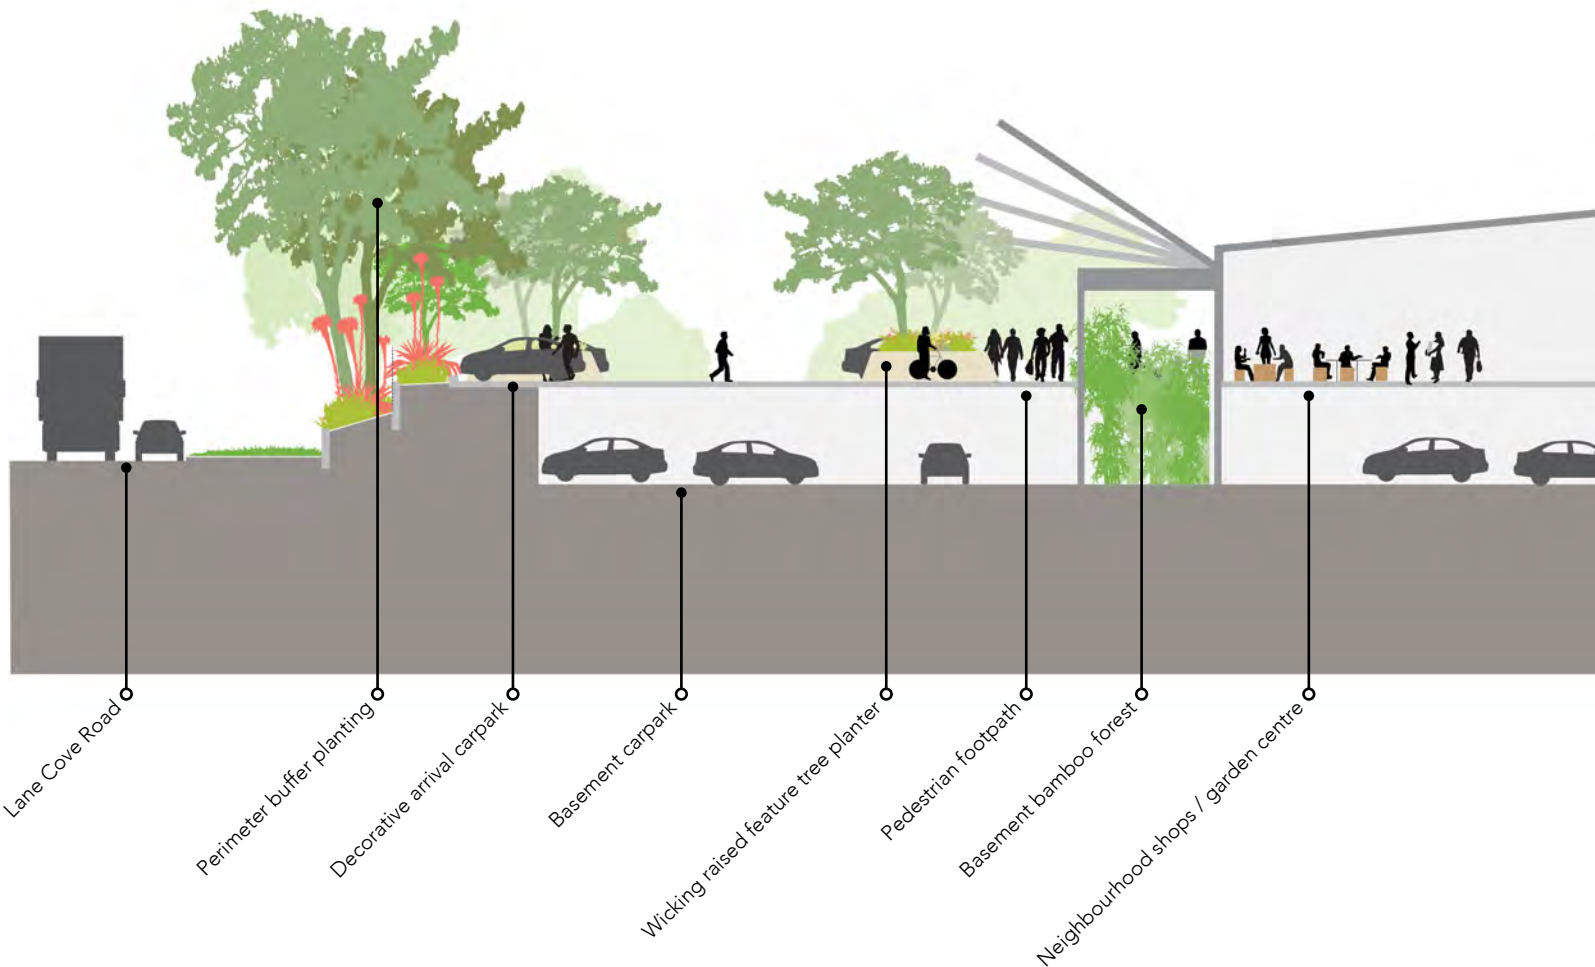 Lane Cove Road
Perimeter buffer planting
Decorative arrival carpark
Basement carpark
Wicking raised feature tree planter
Pedestrian footpath
Basement bamboo forest
Neighbourhood shops / garden centre